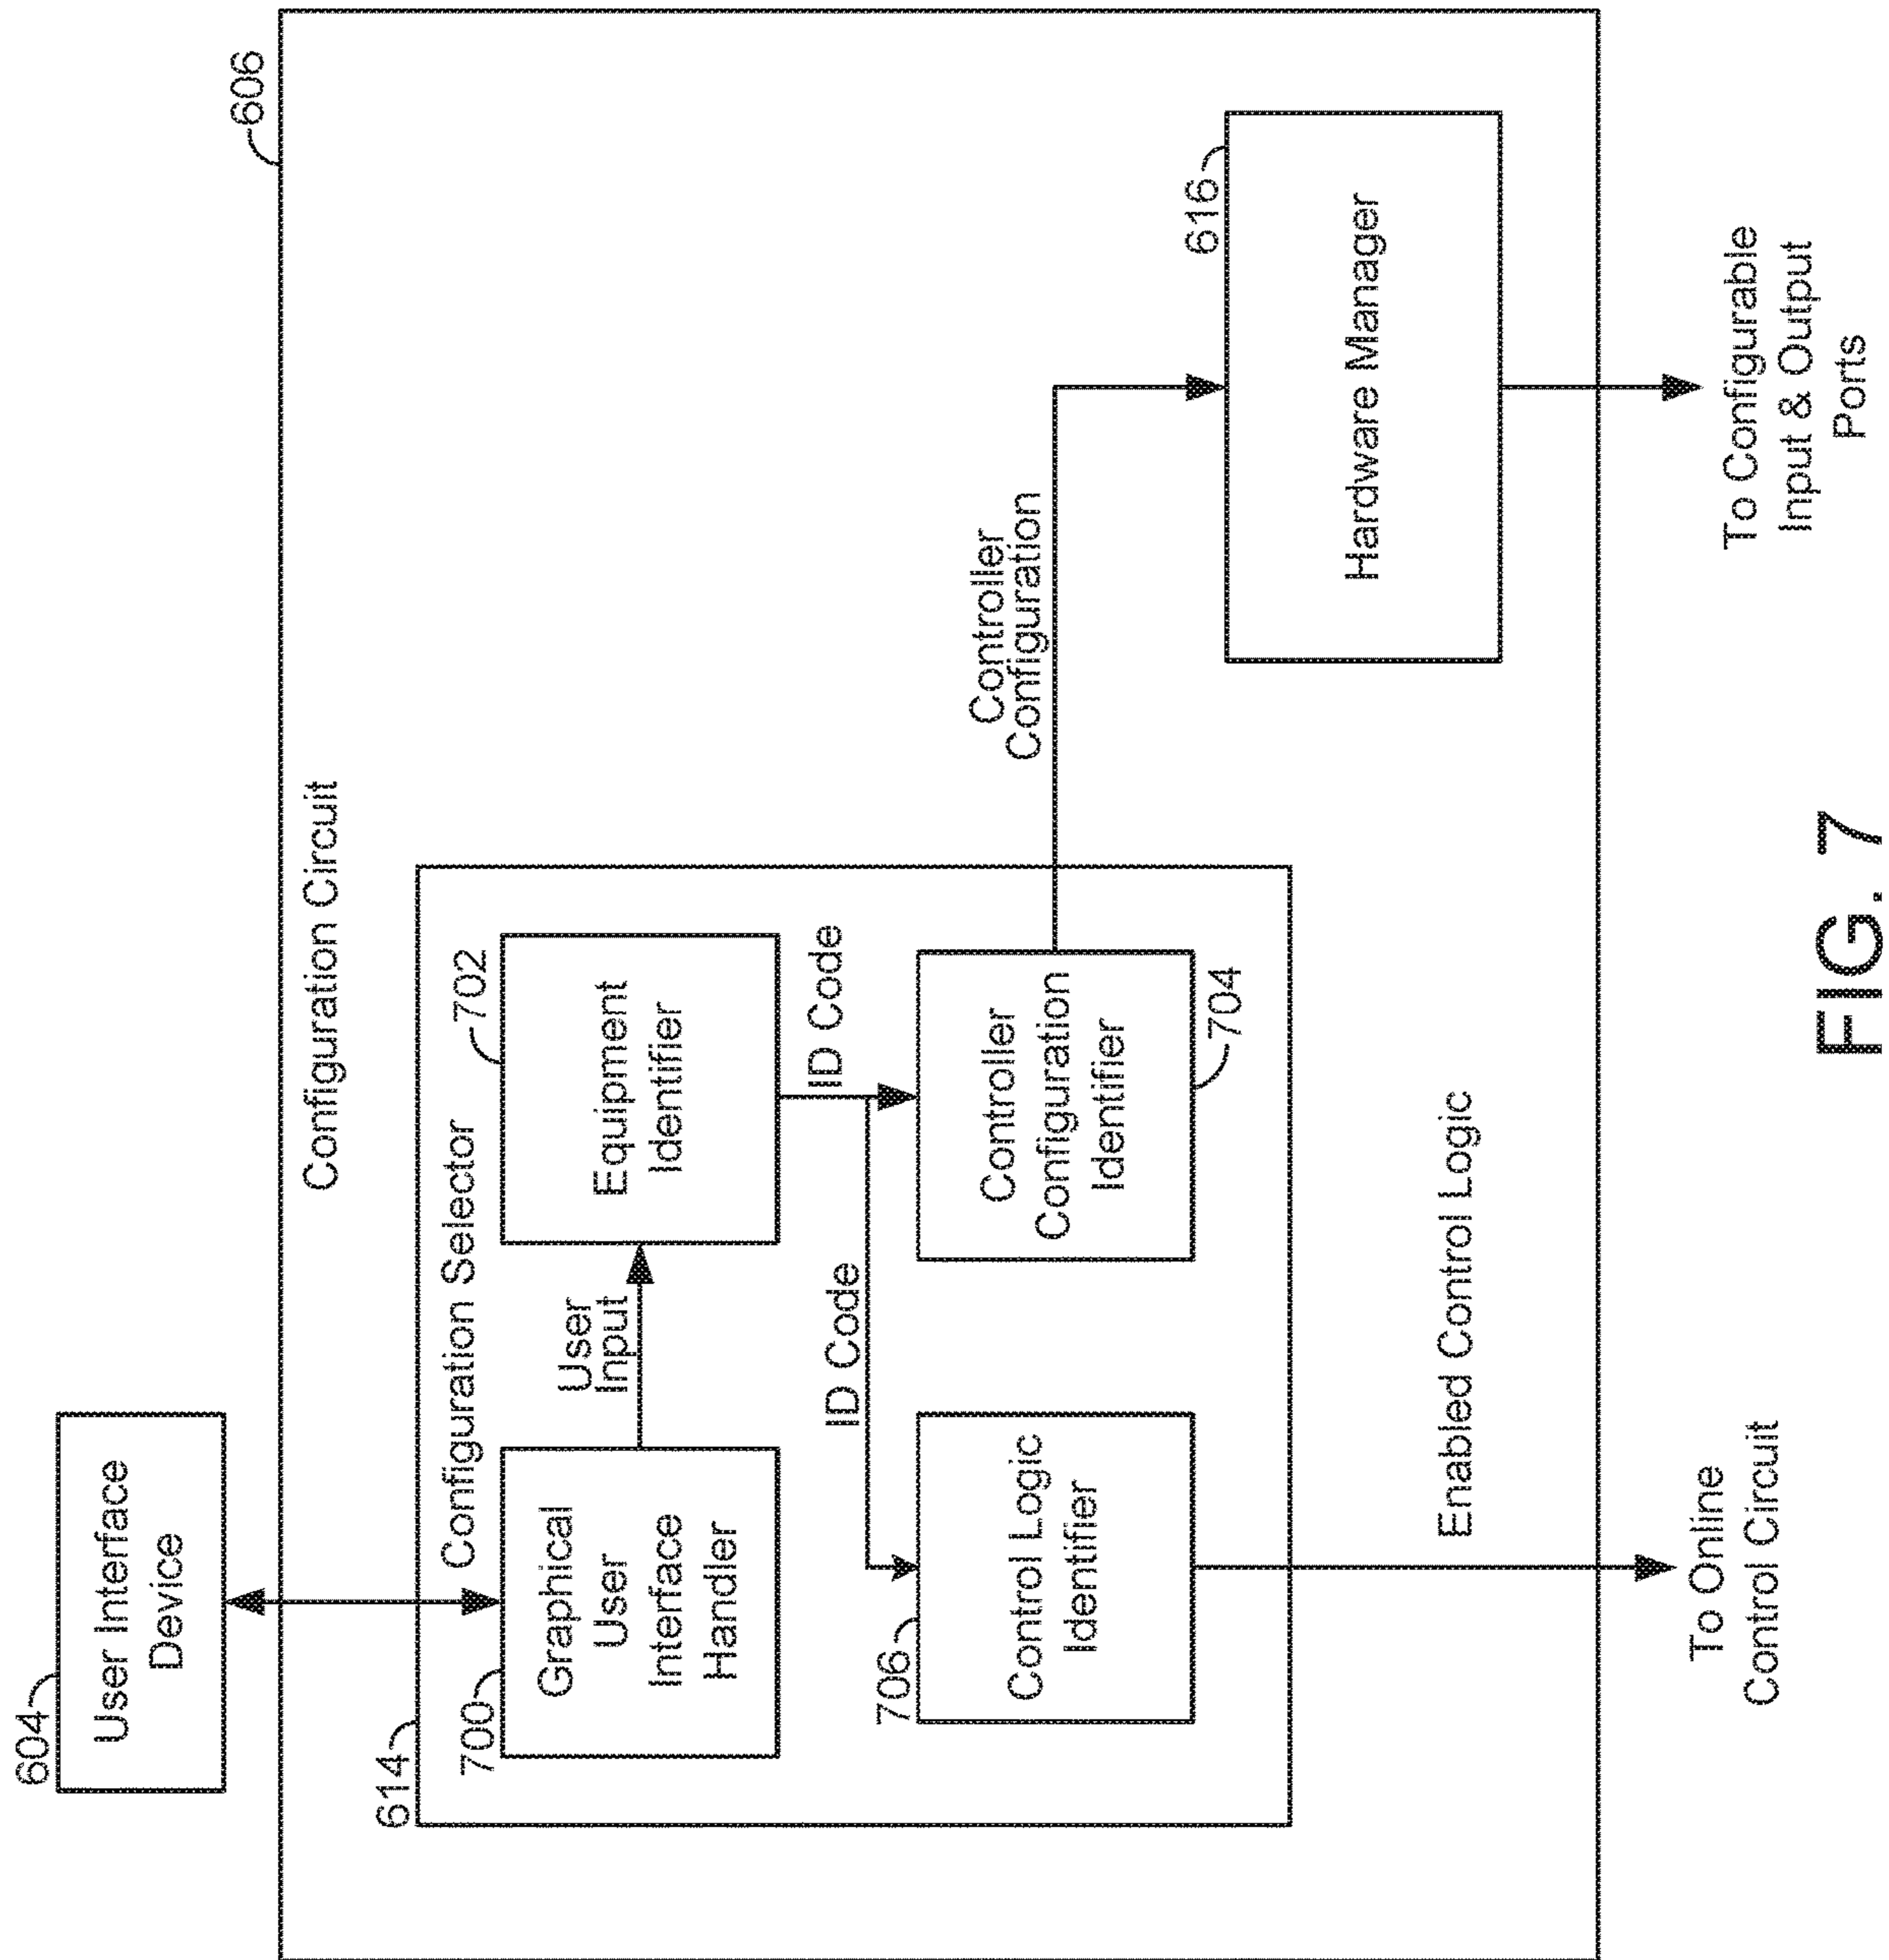 604
User Interface
Device
606
Configuration Circuit
614
Configuration Selector
700
Graphical
User
Interface
Handler
User
Input
702
Equipment
Identifier
ID Code
ID Code
706
Control Logic
Identifier
Controller
Configuration
Identifier
704
Controller
Configuration
616
Hardware Manager
Enabled Control Logic
To Online
Control Circuit
To Configurable
Input & Output
Ports
FIG. 7